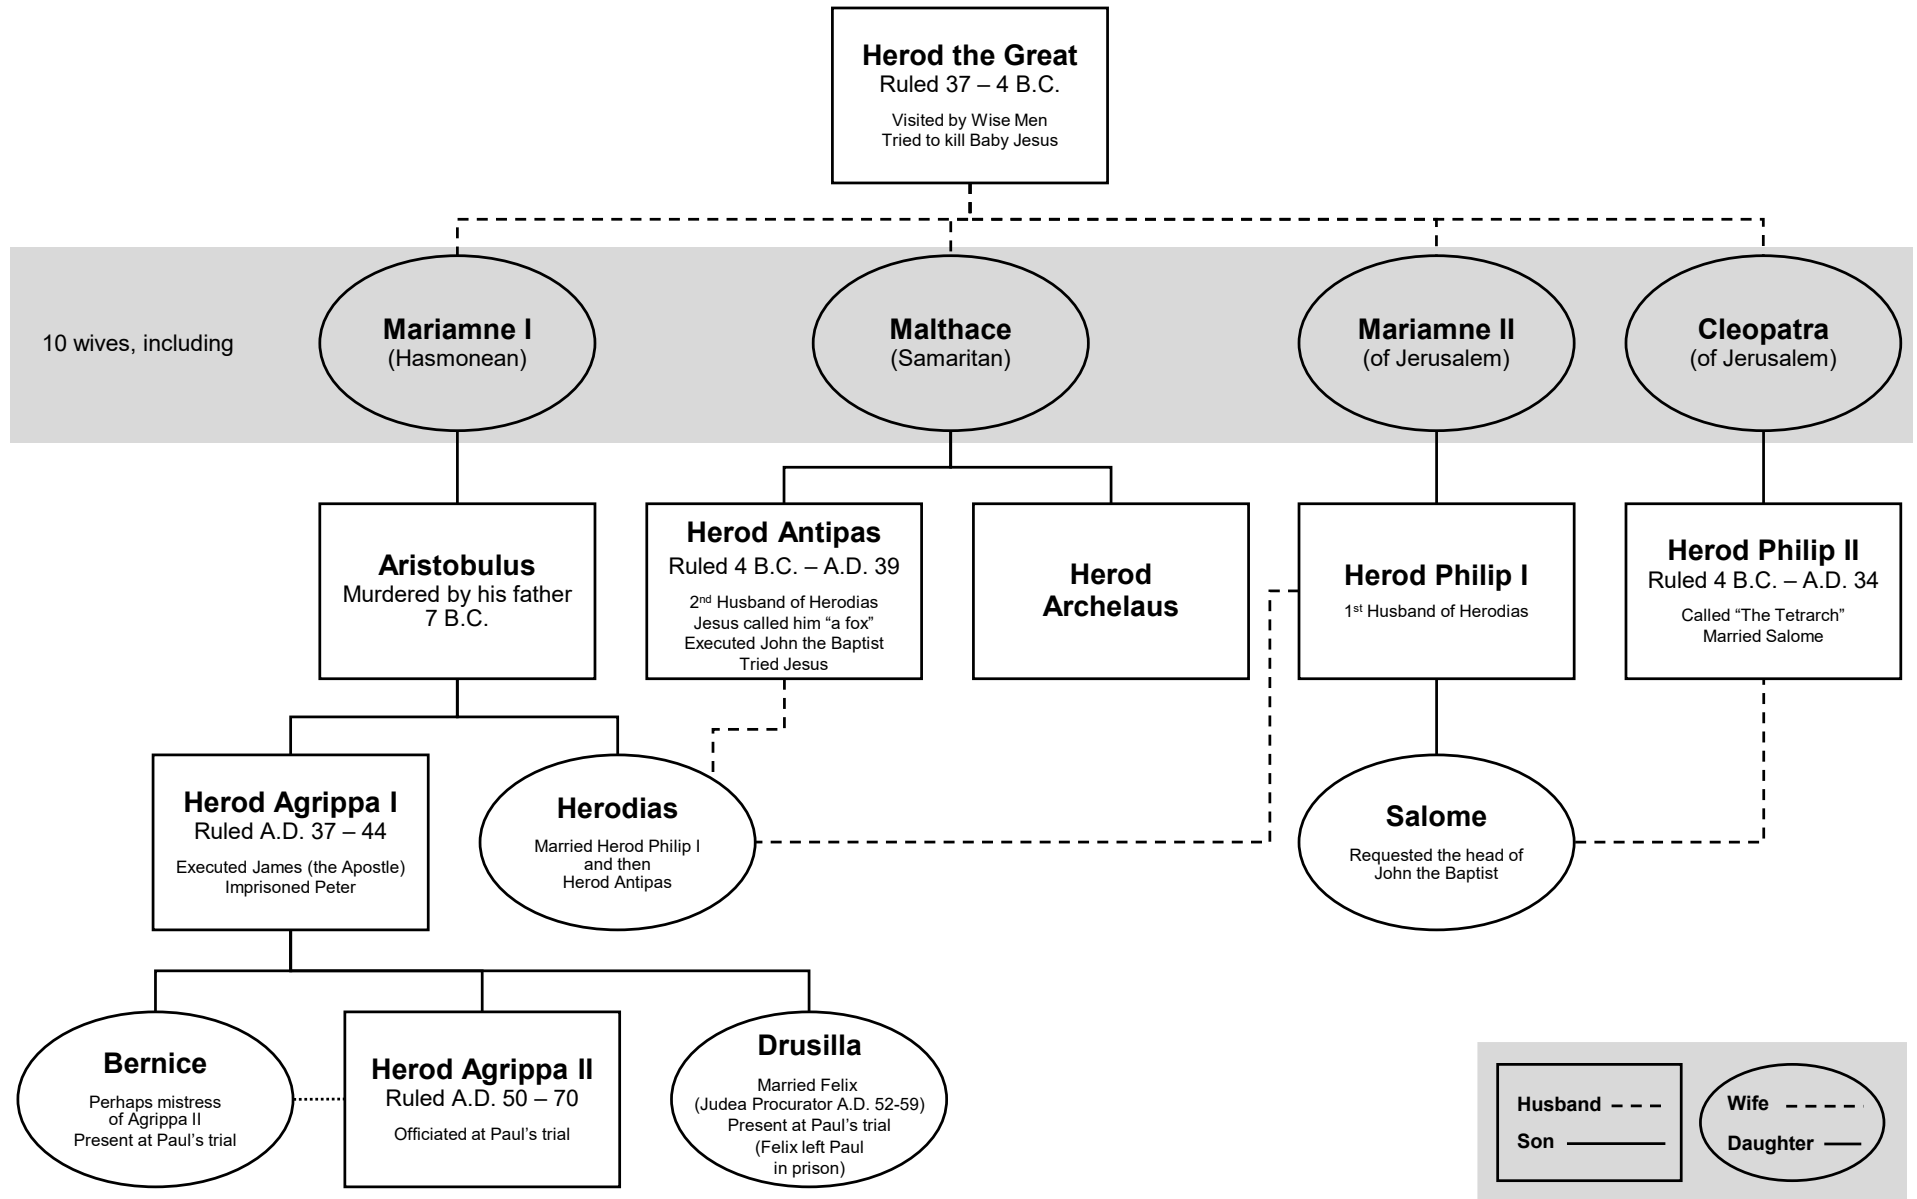 Herod the Great
Ruled 37 – 4 B.C.
Visited by Wise Men
Tried to kill Baby Jesus
10 wives, including
Mariamne I
(Hasmonean)
Malthace
(Samaritan)
Mariamne II
(of Jerusalem)
Cleopatra
(of Jerusalem)
Aristobulus
Murdered by his father
7 B.C.
Herod Antipas
Ruled 4 B.C. – A.D. 39
2nd Husband of Herodias
Jesus called him “a fox”
Executed John the Baptist
Tried Jesus
Herod
Archelaus
Herod Philip I
1st Husband of Herodias
Herod Philip II
Ruled 4 B.C. – A.D. 34
Called “The Tetrarch”
Married Salome
Herod Agrippa I
Ruled A.D. 37 – 44
Executed James (the Apostle)
Imprisoned Peter
Herodias
Married Herod Philip I
and then
Herod Antipas
Salome
Requested the head of
John the Baptist
Bernice
Perhaps mistress
of Agrippa II
Present at Paul’s trial
Herod Agrippa II
Ruled A.D. 50 – 70
Officiated at Paul’s trial
Drusilla
Married Felix
(Judea Procurator A.D. 52-59)
Present at Paul’s trial
(Felix left Paul
in prison)
Husband
Son
Wife
Daughter